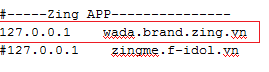 #-----Zing APP---------------
127.0.0.1    wada.brand.zing.vn
#127.0.0.1    zingme.f-idol.vn